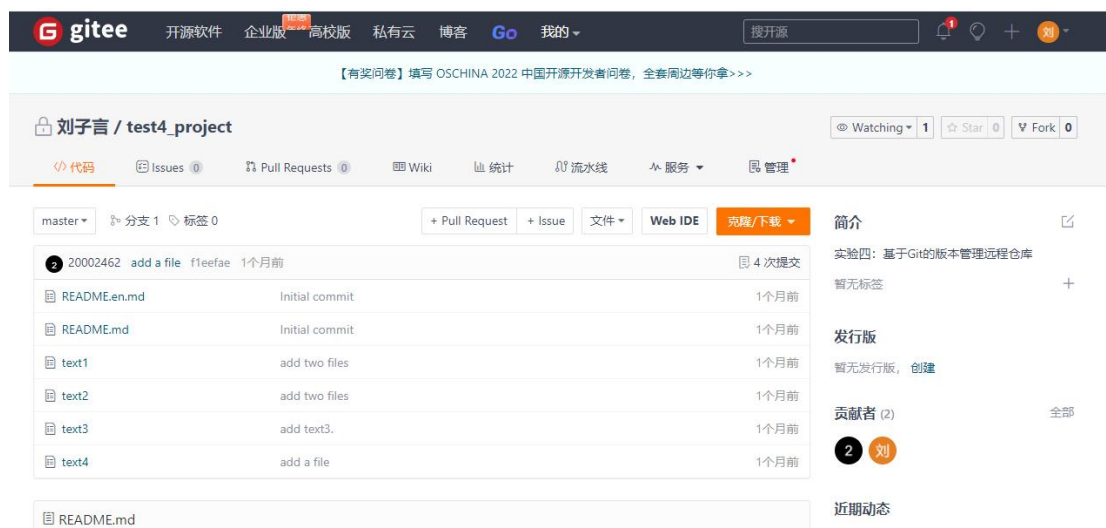 gitee 开源软件 企业版 高校版 私有云 博客 Go 我的 搜开源 1 刘
【有奖问卷】填写 OSCHINA 2022 中国开源开发者问卷，全套周边等你拿>>>
刘子言 / test4_project Watching 1 Star 0 Fork 0
代码 Issues 0 Pull Requests 0 Wiki 统计 流水线 服务 管理
master 分支 1 标签 0 + Pull Request + Issue 文件 Web IDE 克隆/下载
2 20002462 add a file f1eefae 1个月前 4 次提交
README.en.md Initial commit 1个月前
README.md Initial commit 1个月前
text1 add two files 1个月前
text2 add two files 1个月前
text3 add text3. 1个月前
text4 add a file 1个月前
README.md
简介
实验四：基于Git的版本管理远程仓库
暂无标签
发行版
暂无发行版，创建
贡献者 (2) 全部
2 刘
近期动态